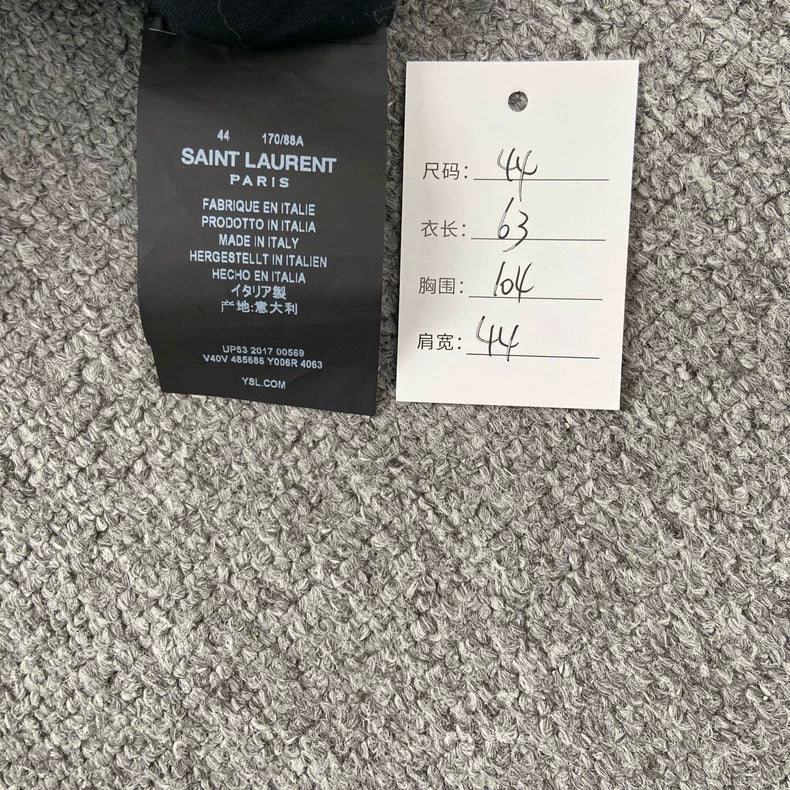 44 170/88A
SAINT LAURENT
PARIS
FABRIQUE EN ITALIE
PRODOTTO IN ITALIA
MADE IN ITALY
HERGESTELLT IN ITALIEN
HECHO EN ITALIA
イタリア製
产地:意大利
UP53 2017 00569
V40V 485686 Y006R 4063
YSL.COM
尺码: 44
衣长: 63
胸围: 104
肩宽: 44